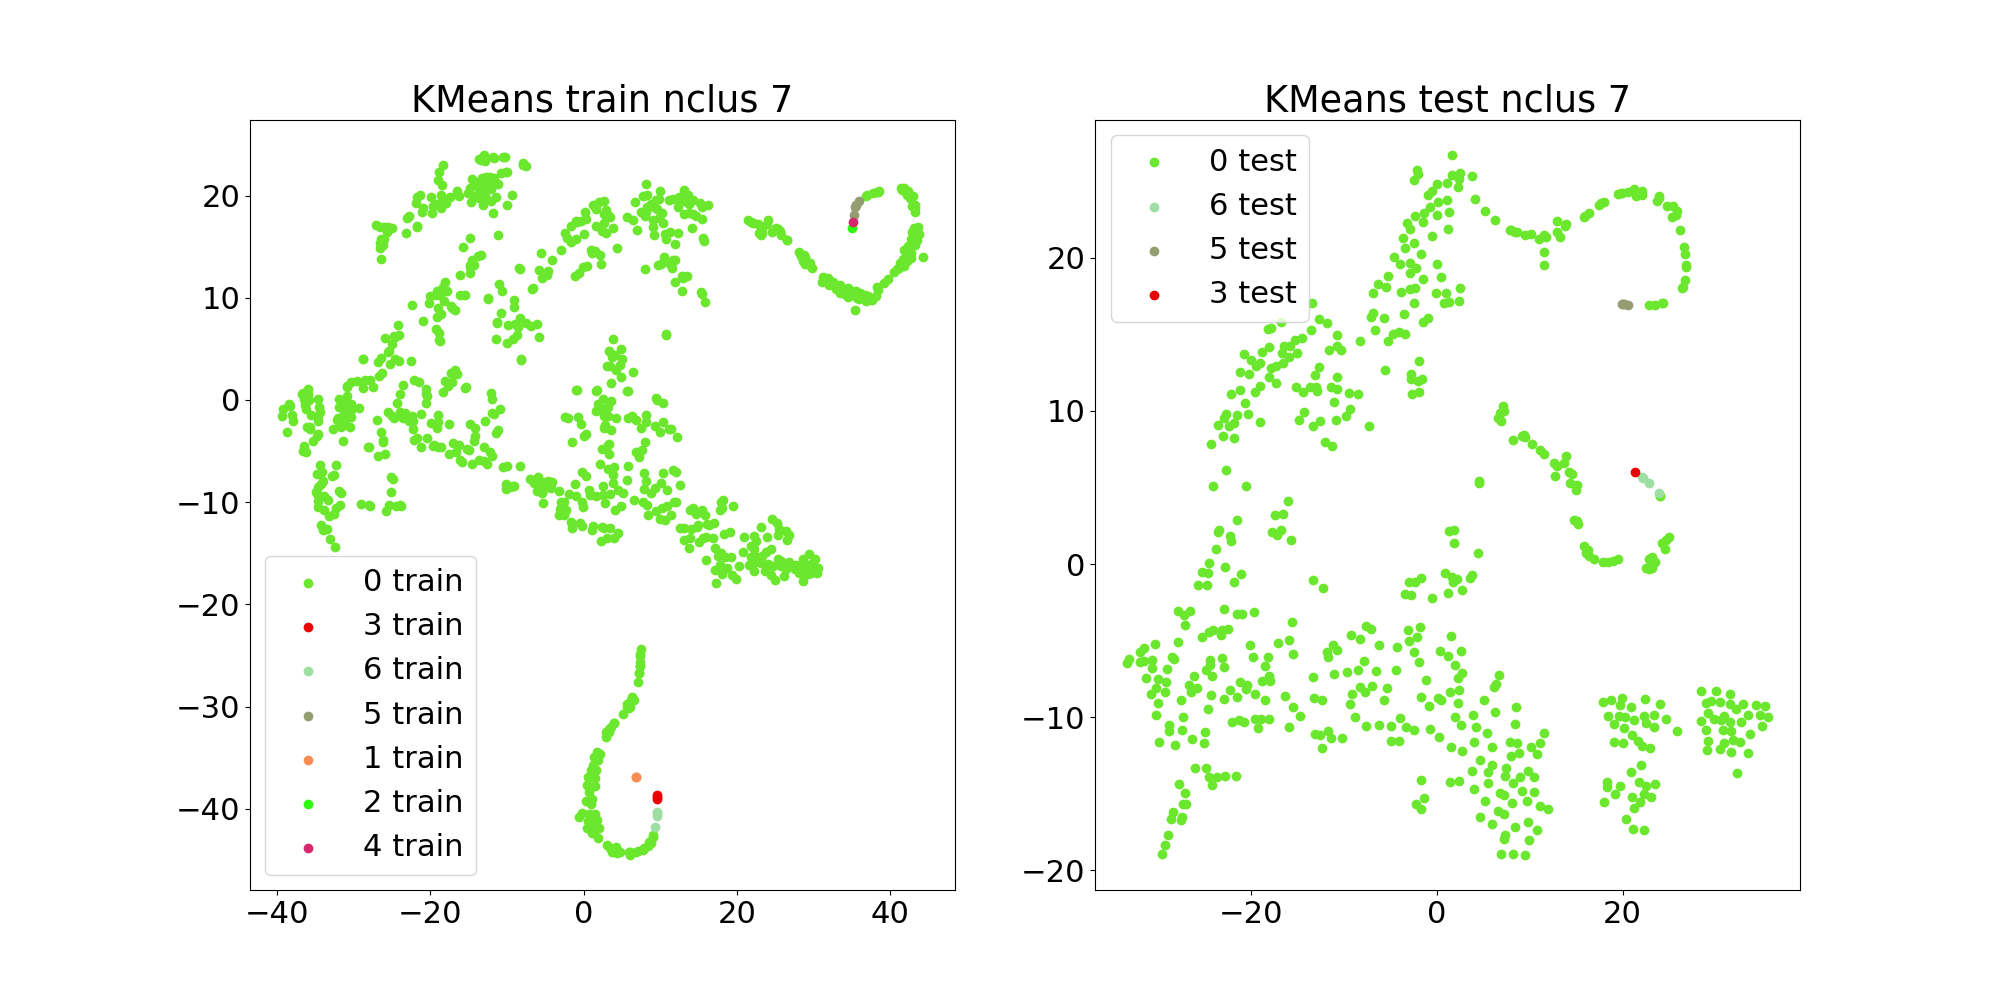 KMeans train nclus 7
20
10
0
−10
−20
−30
−40
−40
−20
0
20
40
0 train
3 train
6 train
5 train
1 train
2 train
4 train
KMeans test nclus 7
20
10
0
−10
−20
−20
0
20
0 test
6 test
5 test
3 test